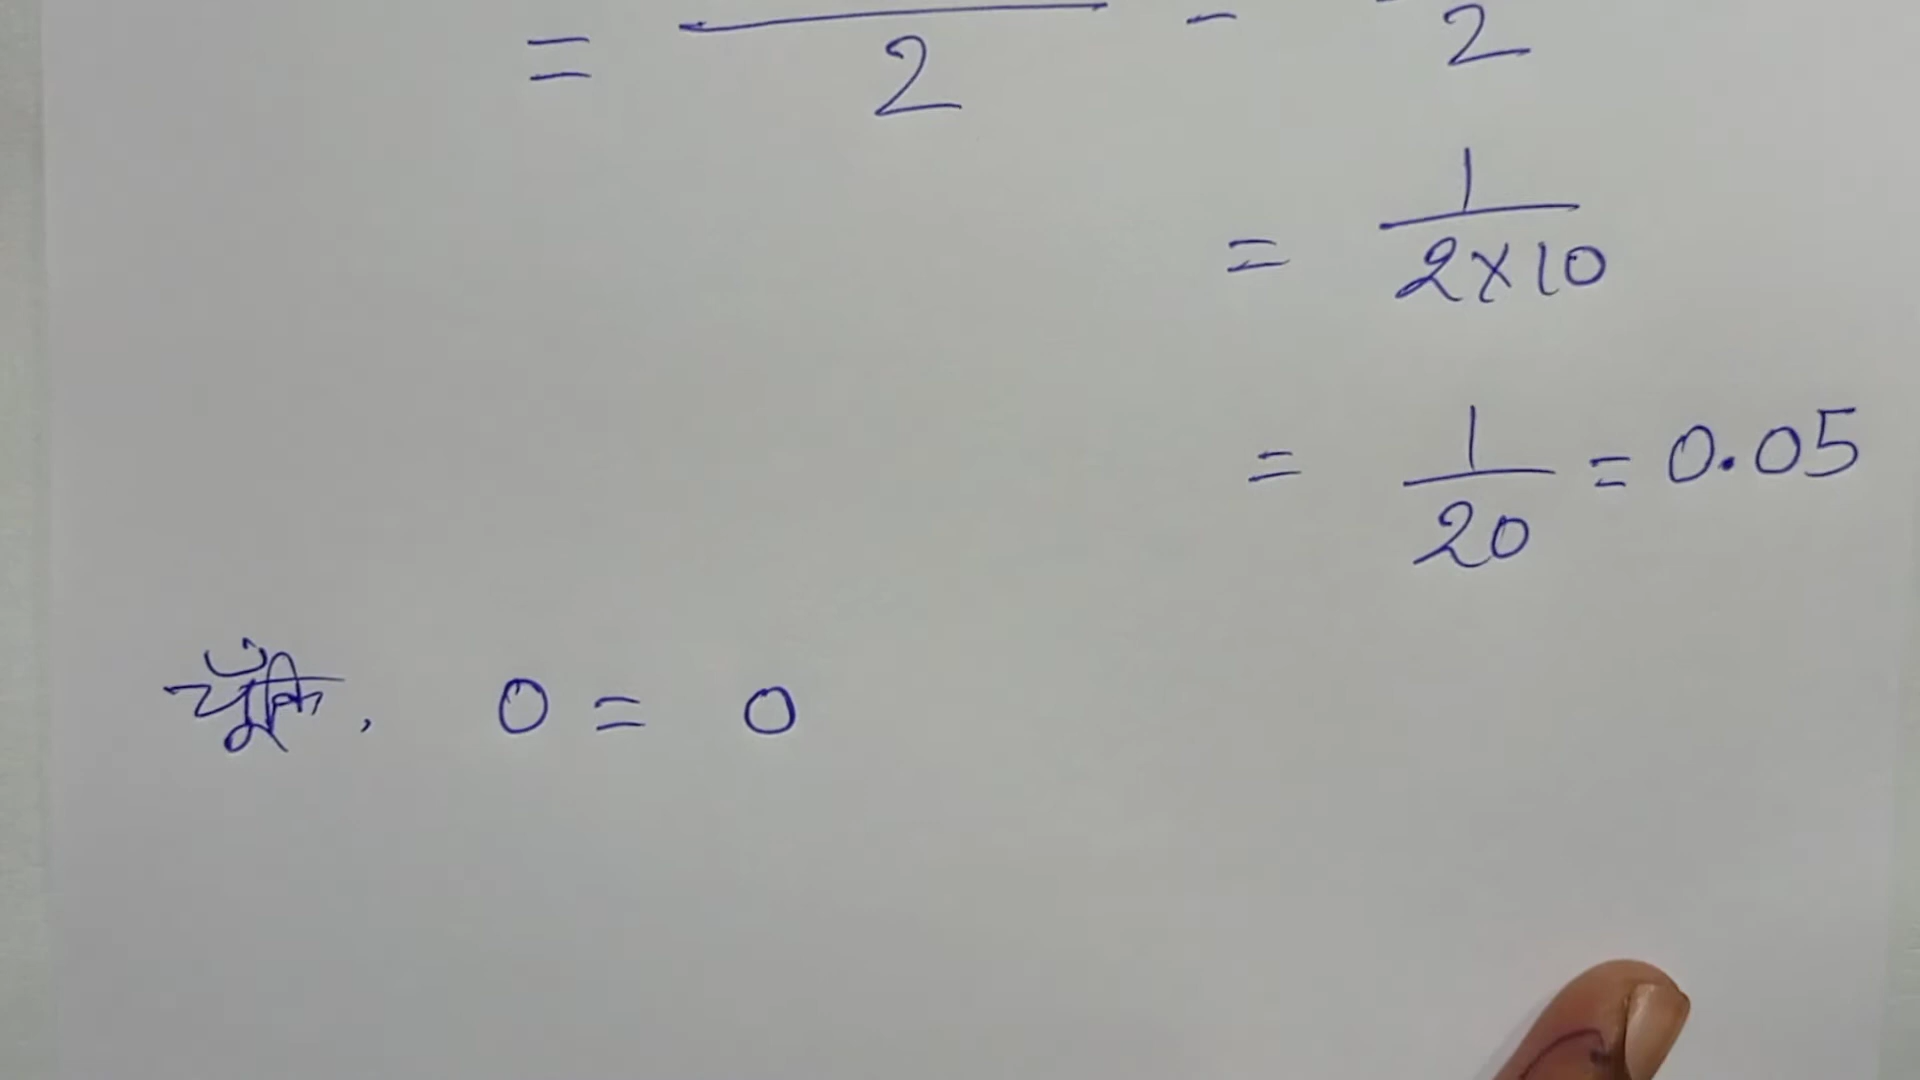 = 2 - 2
= 1/2×10
= 1/20 = 0.05
चूँकि, 0 = 0